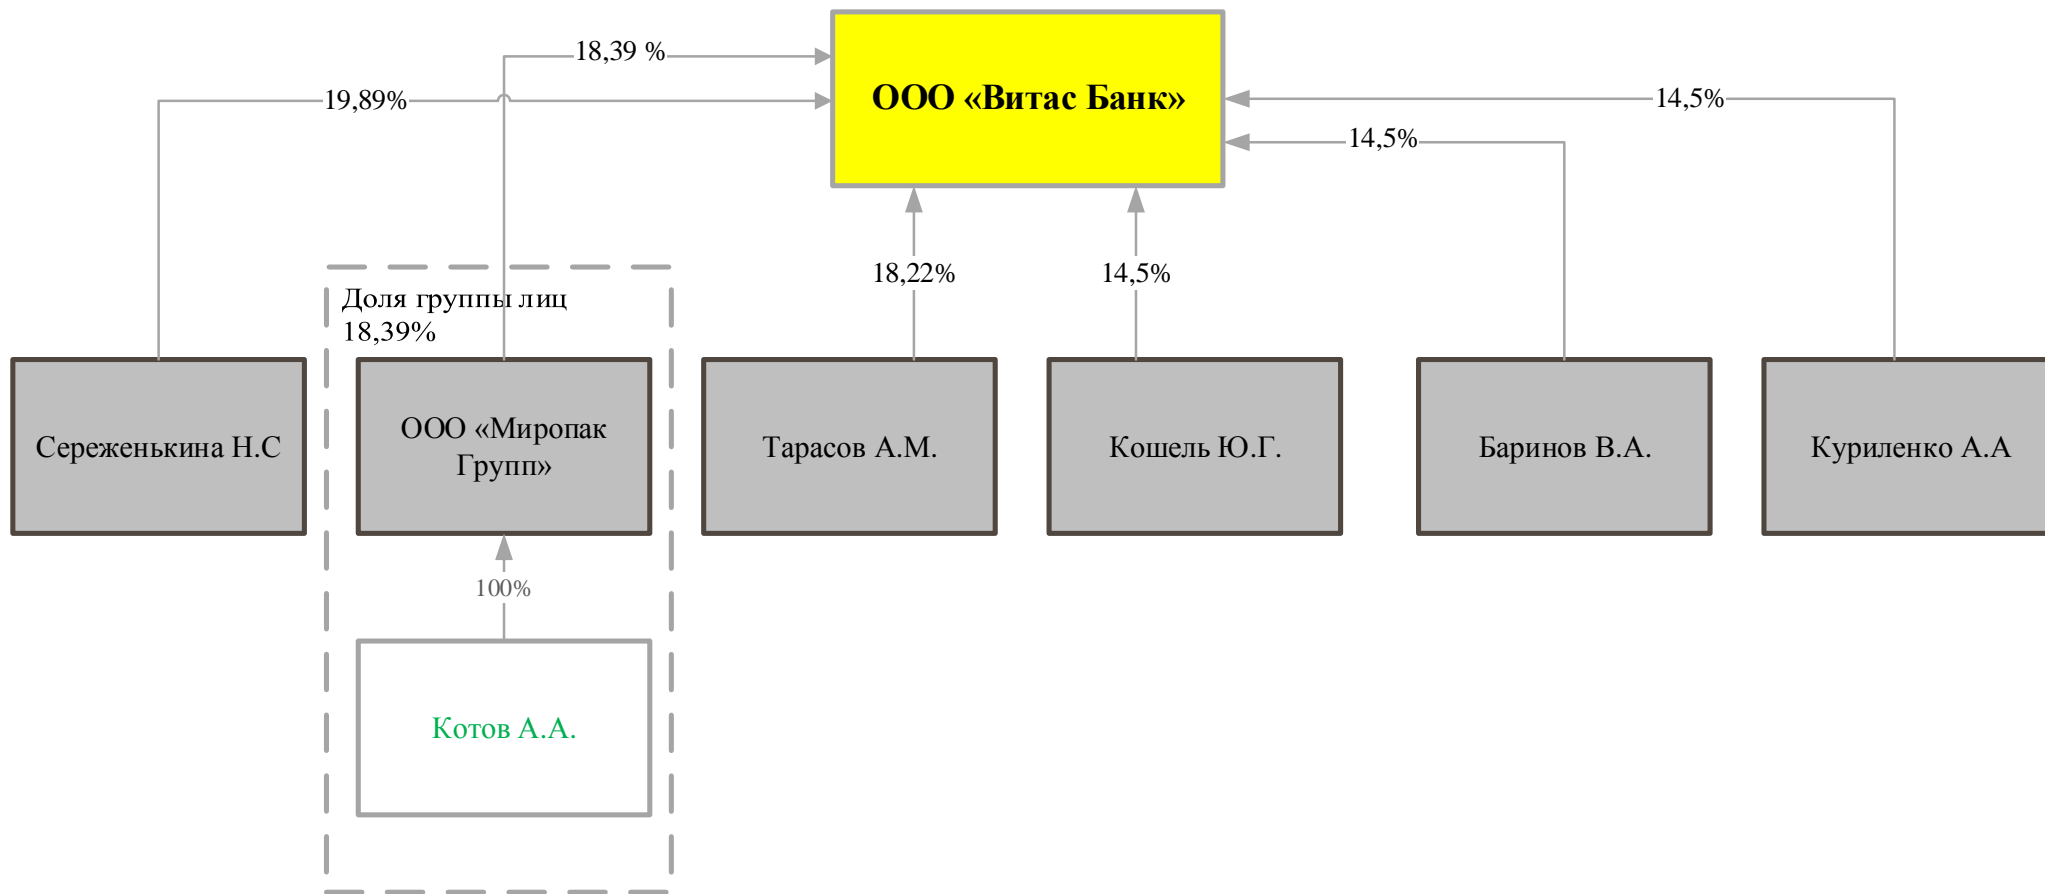 18,39 %
19,89%
ООО «Витас Банк»
14,5%
14,5%
18,22%
14,5%
Доля группы лиц
18,39%
Сереженькина Н.С
ООО «Миропак
Групп»
Тарасов А.М.
Кошель Ю.Г.
Баринов В.А.
Куриленко А.А
100%
Котов А.А.